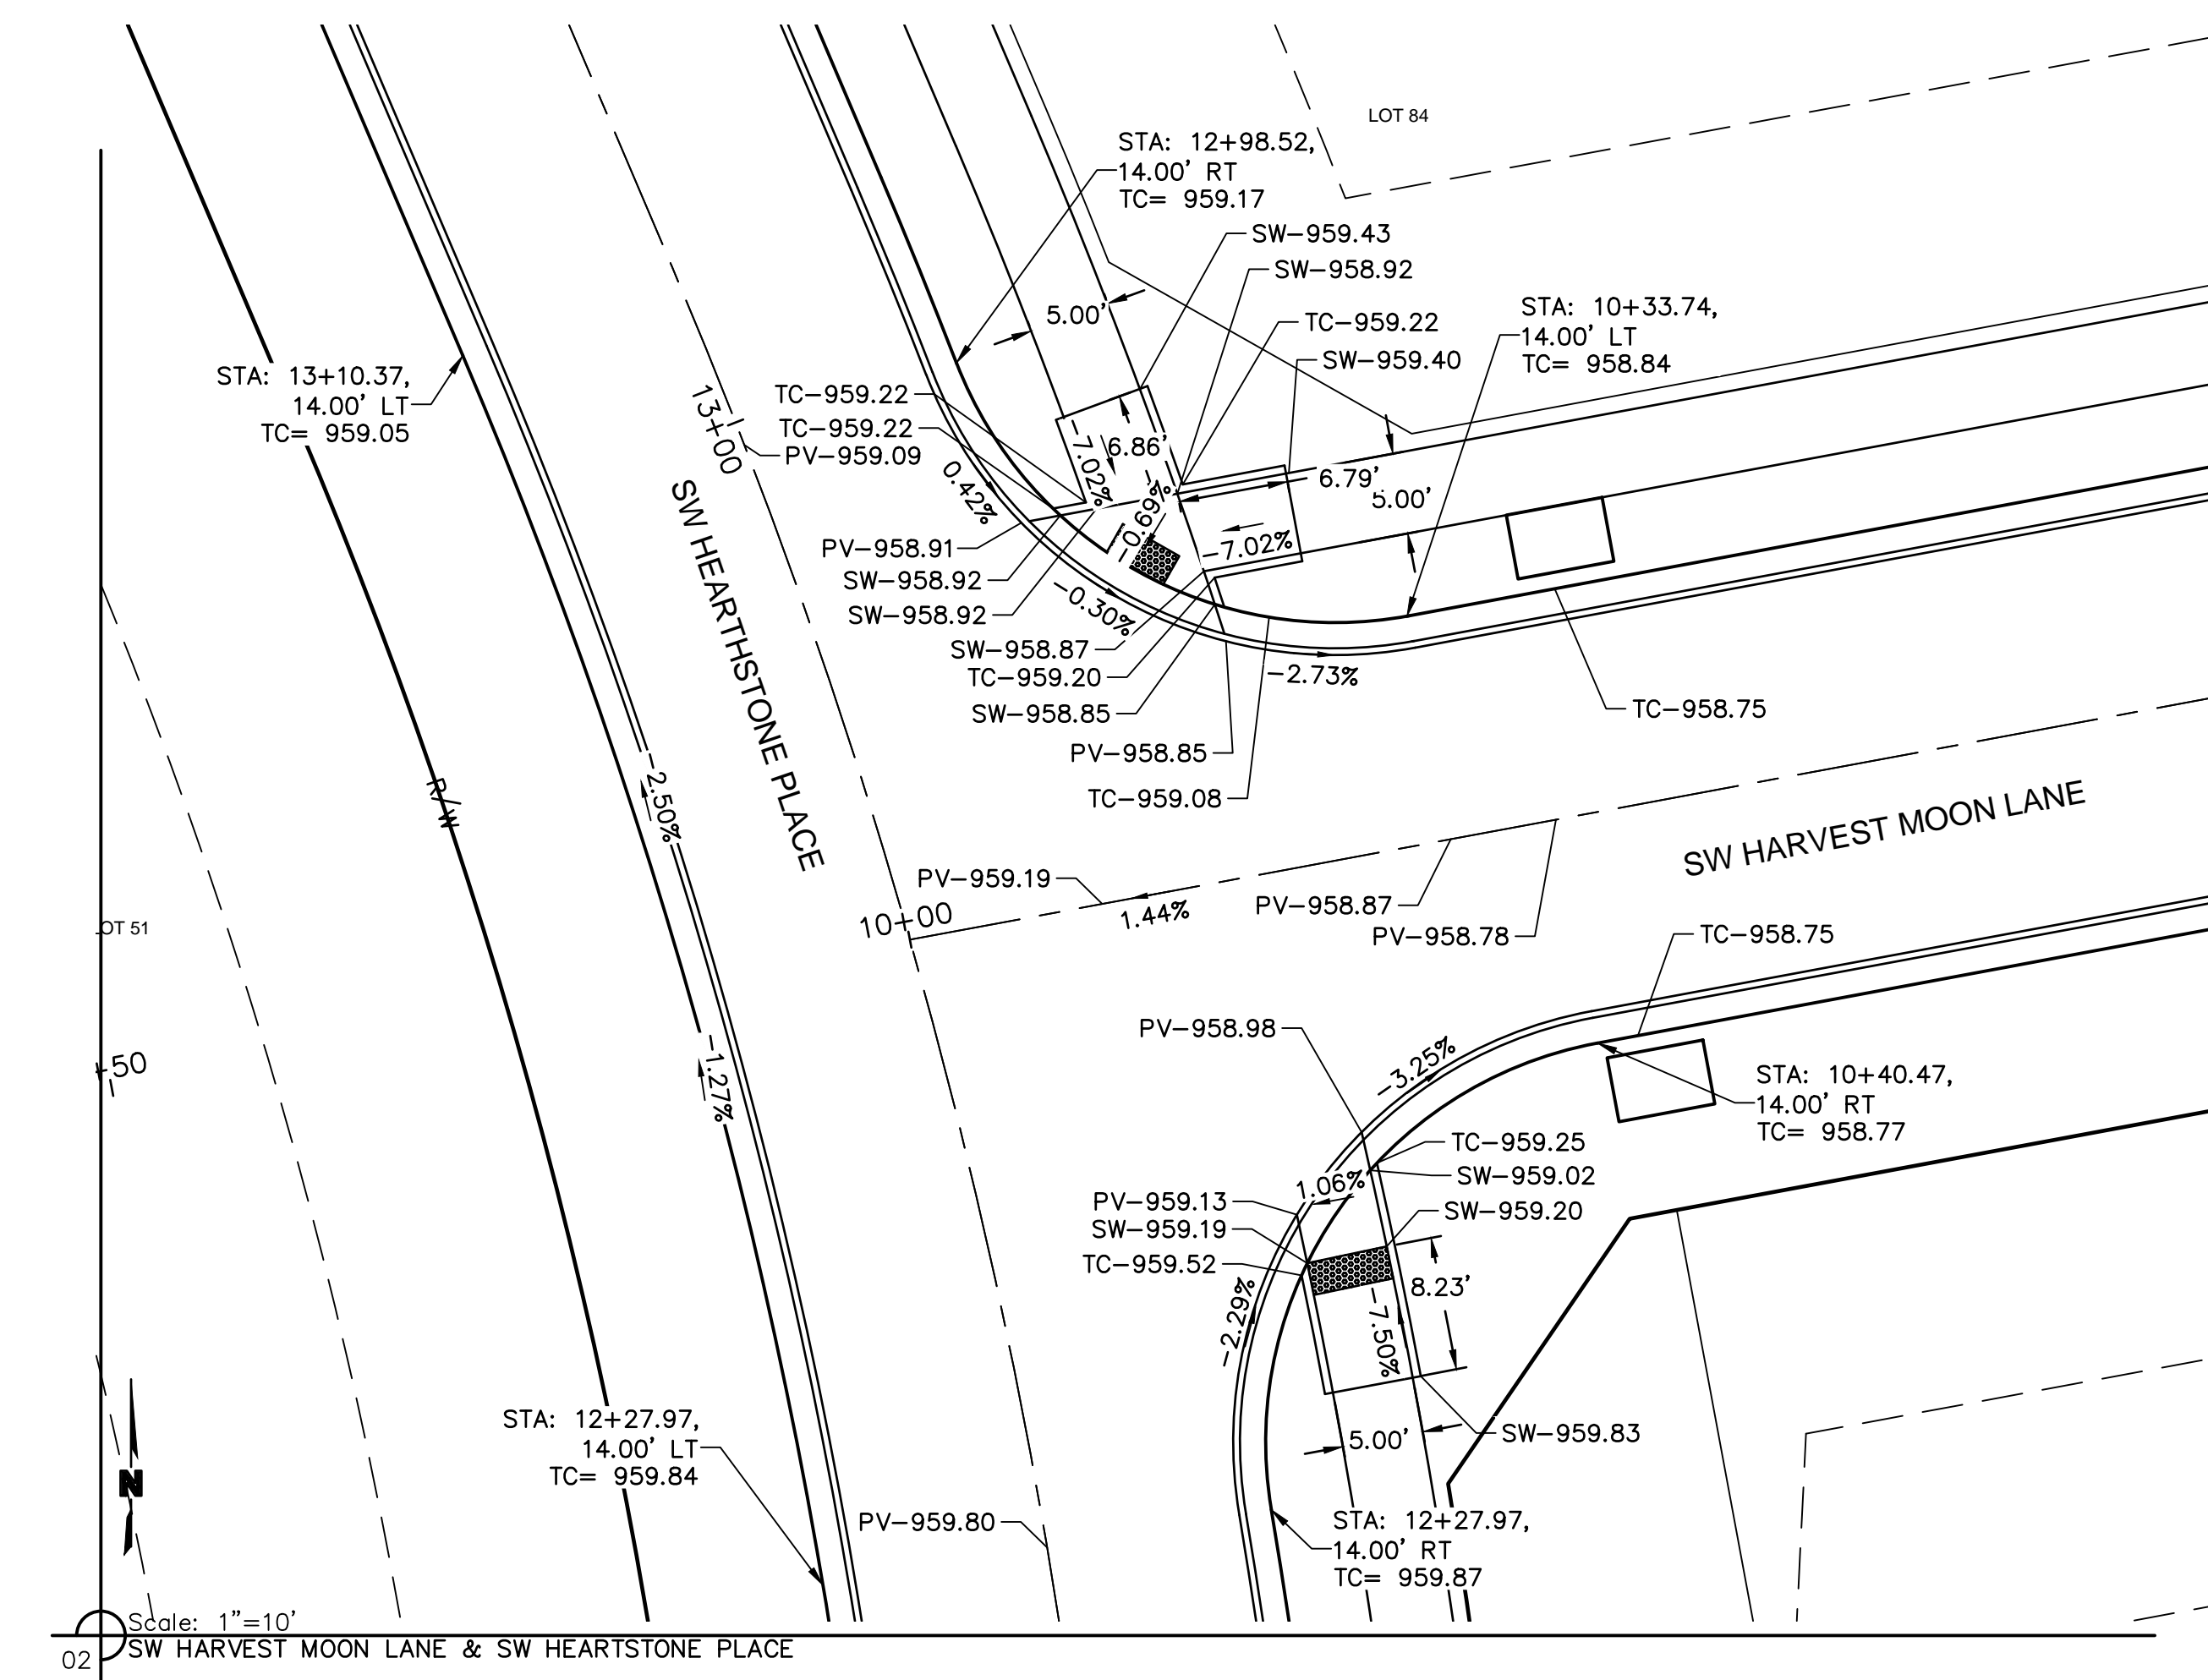 LOT 84
STA: 12+98.52,
14.00' RT
TC= 959.17
SW-959.43
SW-958.92
5.00'
TC-959.22
SW-959.40
STA: 10+33.74,
14.00' LT
TC= 958.84
STA: 13+10.37,
14.00' LT
TC= 959.05
TC-959.22
TC-959.22
PV-959.09
13+00
6.86'
-7.02%
6.79'
5.00'
0.42%
-0.69%
-7.02%
PV-958.91
SW-958.92
SW-958.92
-0.30%
SW-958.87
TC-959.20
SW-958.85
-2.73%
PV-958.85
TC-959.08
TC-958.75
SW HEARTHSTONE PLACE
-2.50%
R/W
SW HARVEST MOON LANE
PV-959.19
10+00
1.44%
PV-958.87
PV-958.78
OT 51
TC-958.75
+50
-1.27%
PV-958.98
-3.25%
STA: 10+40.47,
14.00' RT
TC= 958.77
TC-959.25
SW-959.02
1.06%
PV-959.13
SW-959.19
SW-959.20
TC-959.52
8.23'
-2.29%
-7.50%
STA: 12+27.97,
14.00' LT
TC= 959.84
5.00'
SW-959.83
N
PV-959.80
STA: 12+27.97,
14.00' RT
TC= 959.87
Scale: 1"=10'
02
SW HARVEST MOON LANE & SW HEARTSTONE PLACE